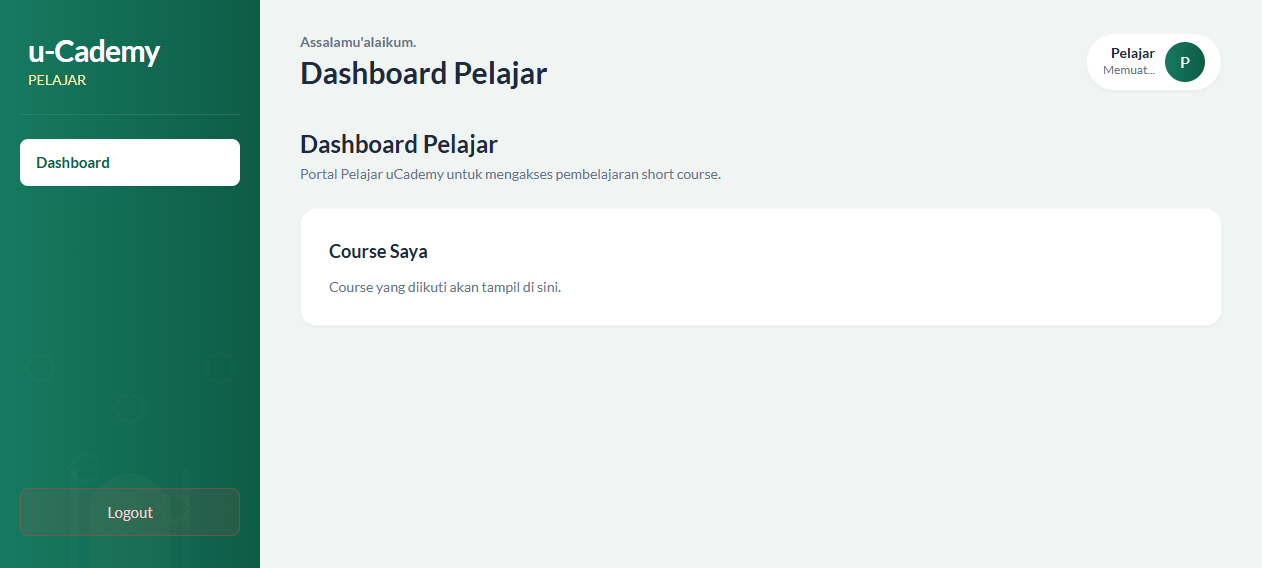 u-Cademy
PELAJAR
Dashboard
Logout
Assalamu'alaikum.
Dashboard Pelajar
Pelajar
Memuat...
P
Dashboard Pelajar
Portal Pelajar uCademy untuk mengakses pembelajaran short course.
Course Saya
Course yang diikuti akan tampil di sini.